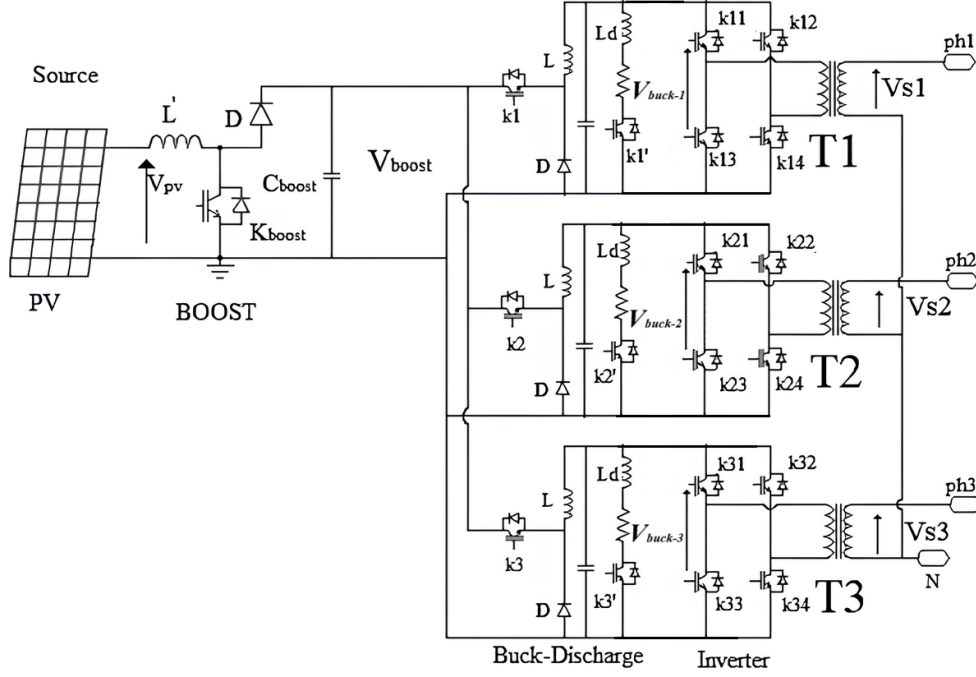 Source
PV
L'
D
Vpv
Kboost
BOOST
Cboost
Vboost
k1
L
D
Ld
Vbuck-1
k1'
k11
k12
k13
k14
T1
Vs1
ph1
k2
L
D
Ld
Vbuck-2
k2'
k21
k22
k23
k24
T2
Vs2
ph2
k3
L
D
Ld
Vbuck-3
k3'
k31
k32
k33
k34
T3
Vs3
ph3
N
Buck-Discharge
Inverter